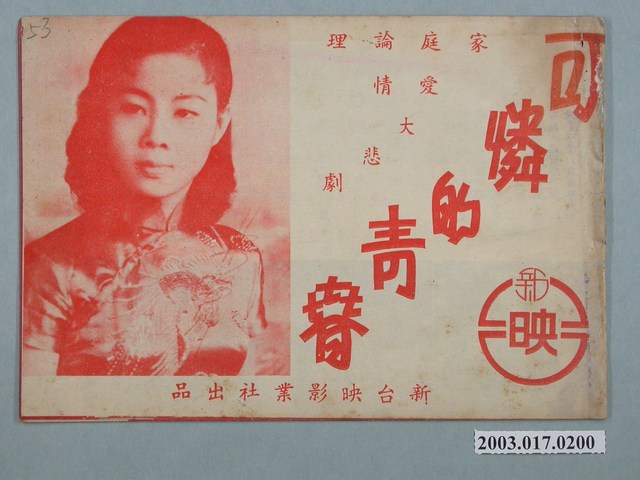 可憐的青春
家庭論理
愛情
大
悲
劇
新
映
新台映影業社出品
53
2003.017.0200